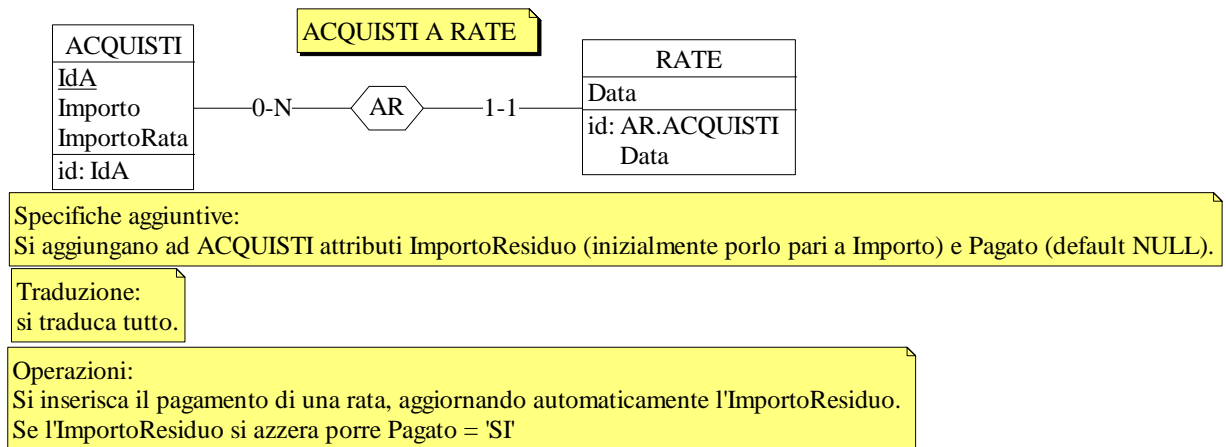 ACQUISTI A RATE
ACQUISTI
IdA
Importo
ImportoRata
id: IdA
0-N
AR
1-1
RATE
Data
id: AR.ACQUISTI
Data
Specifiche aggiuntive:
Si aggiungano ad ACQUISTI attributi ImportoResiduo (inizialmente porlo pari a Importo) e Pagato (default NULL).
Traduzione:
si traduca tutto.
Operazioni:
Si inserisca il pagamento di una rata, aggiornando automaticamente l'ImportoResiduo.
Se l'ImportoResiduo si azzera porre Pagato = 'SI'